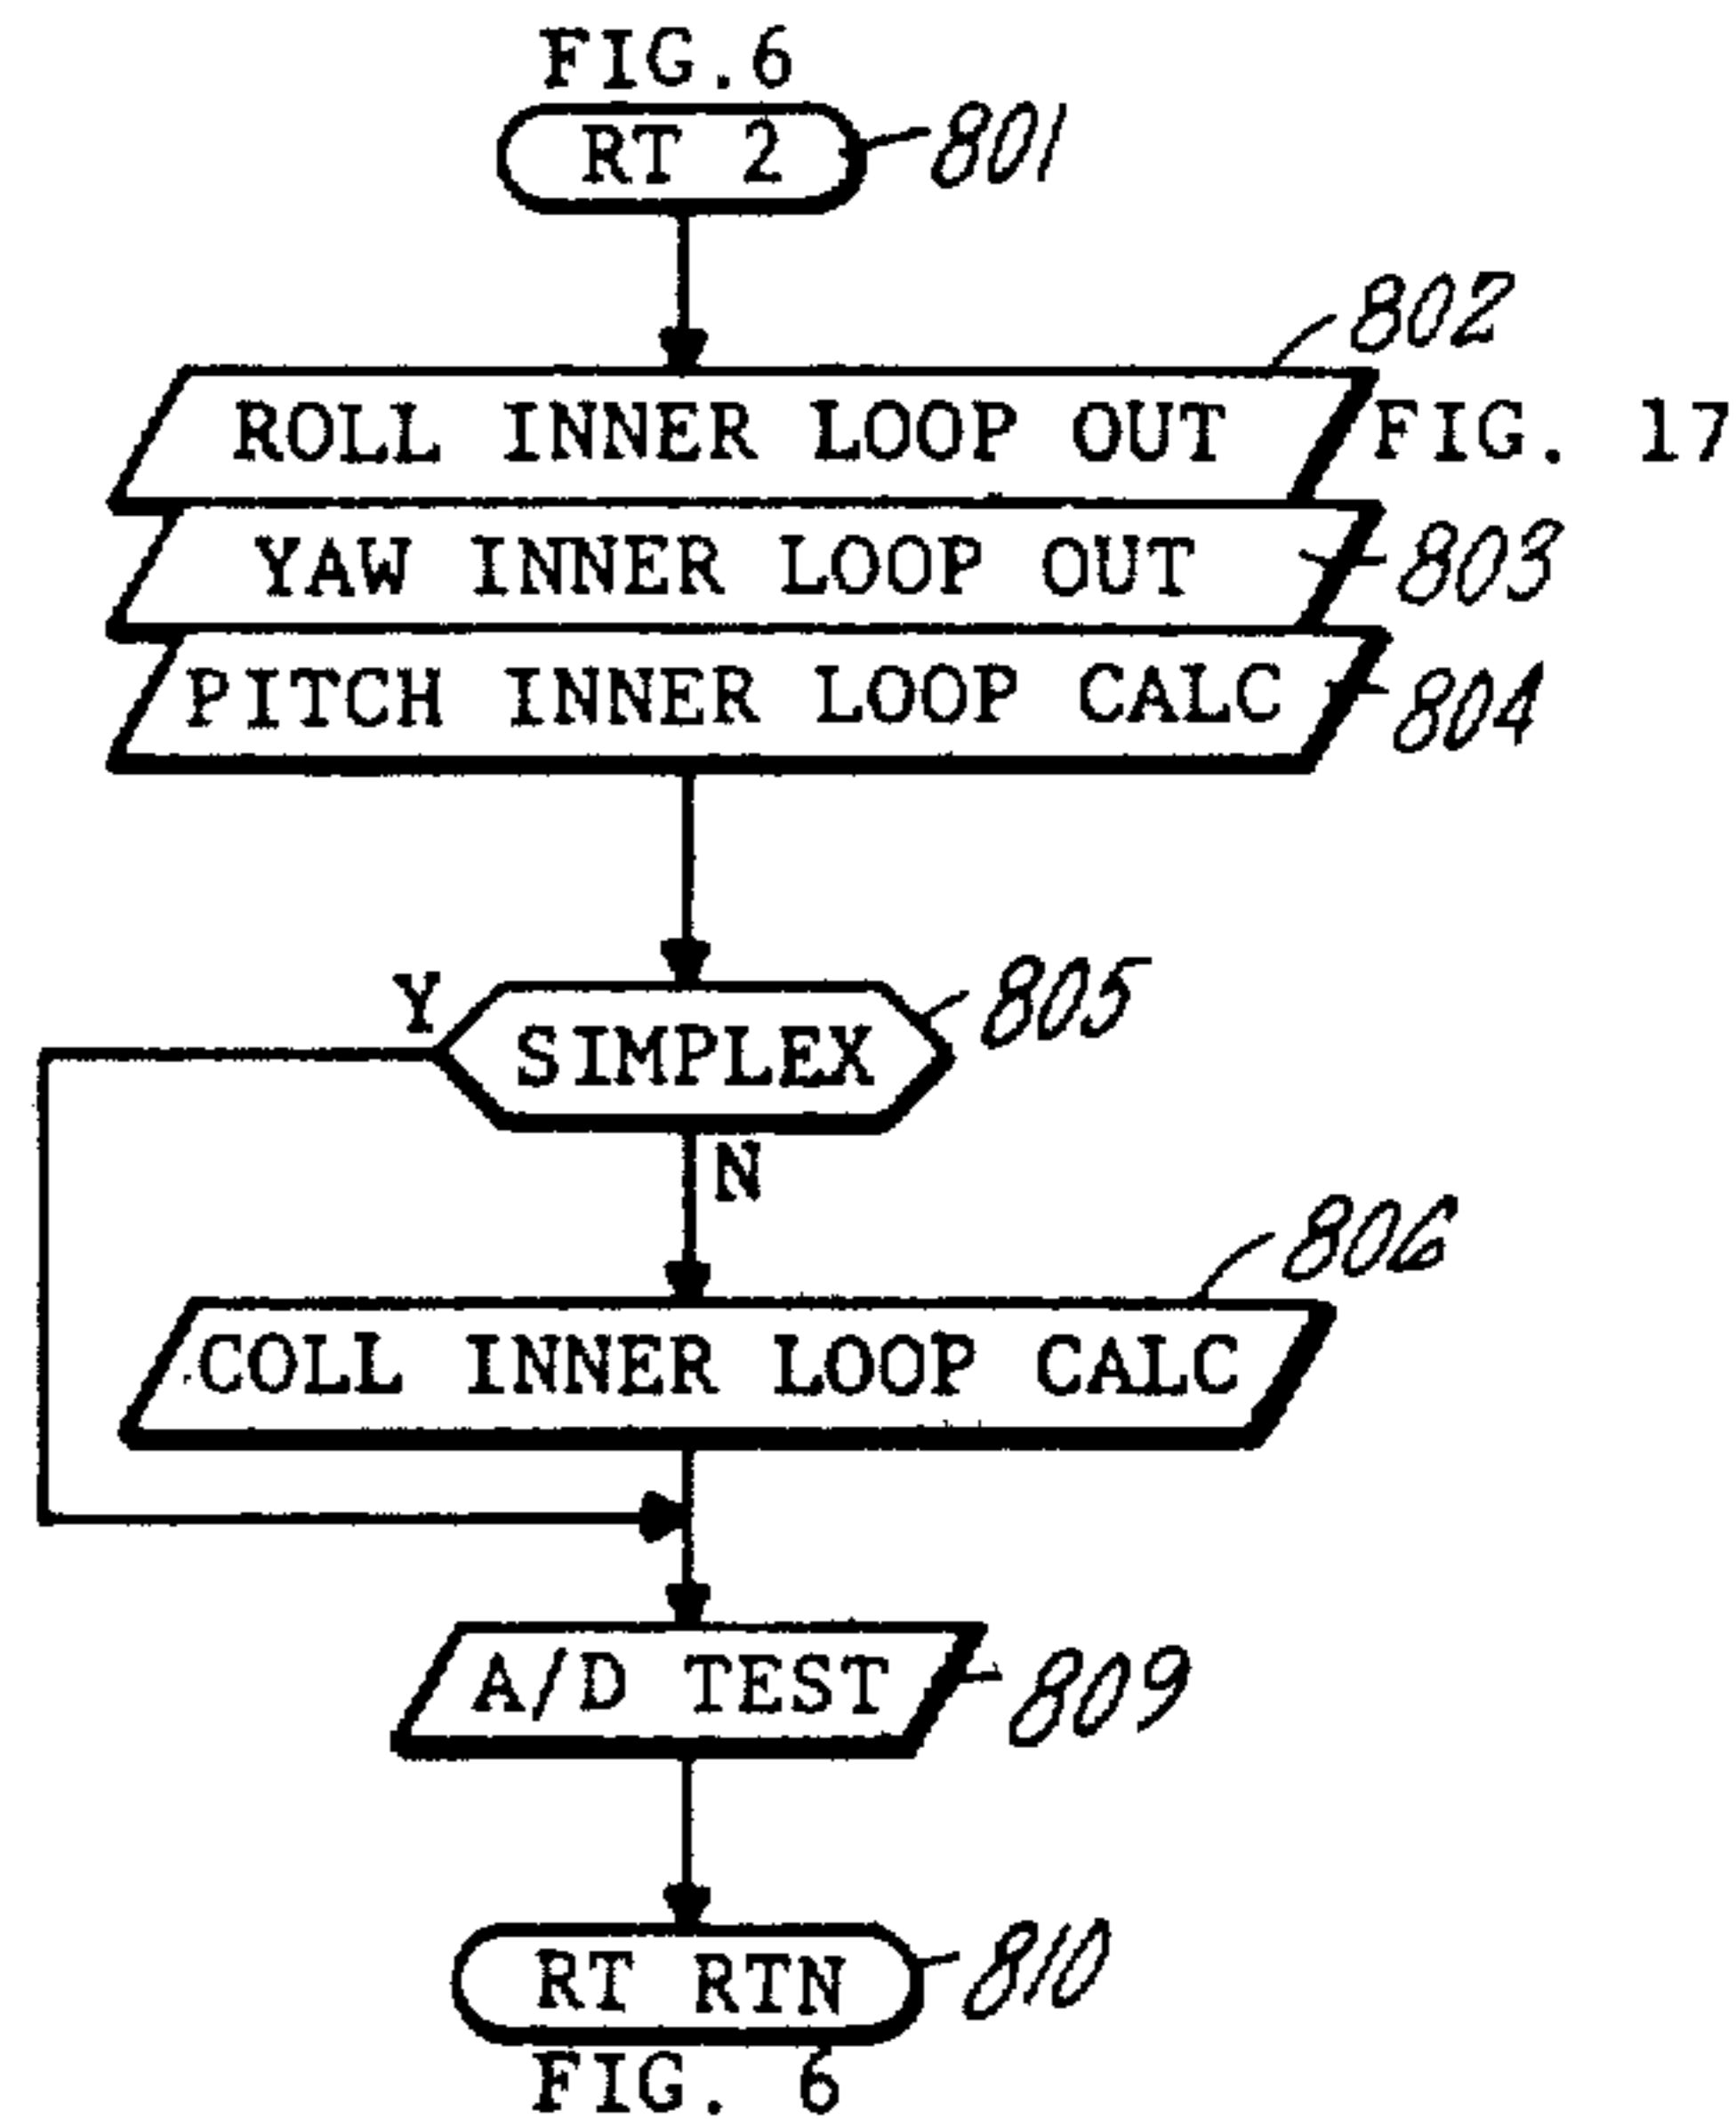 FIG.6
RT 2
801
802
ROLL INNER LOOP OUT
FIG. 17
YAW INNER LOOP OUT
803
PITCH INNER LOOP CALC
804
Y
SIMPLEX
805
N
806
COLL INNER LOOP CALC
A/D TEST
809
RT RTN
810
FIG. 6